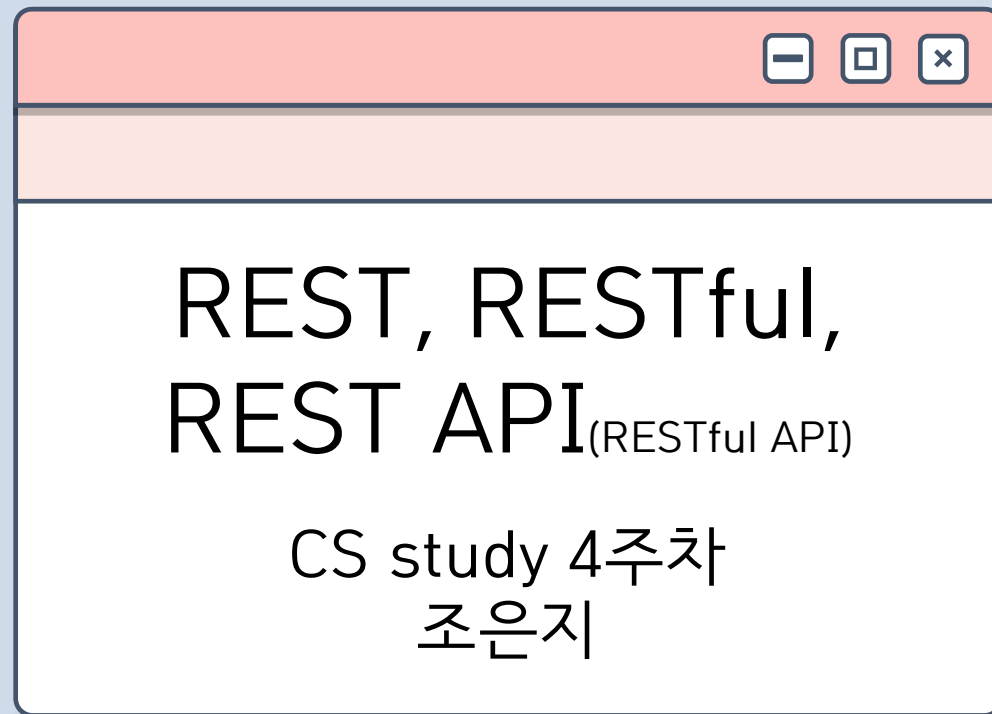 REST, RESTful,
REST API(RESTful API)
CS study 4주차
조은지